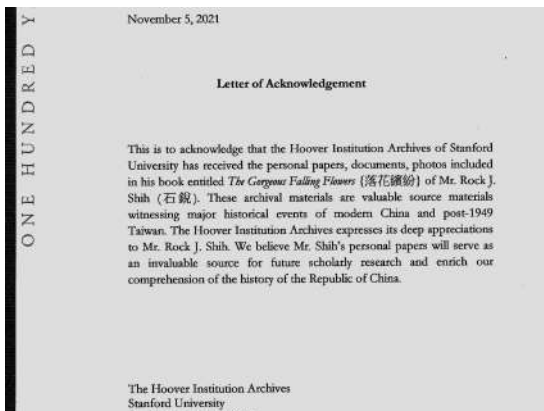 ONE HUNDRED Y
November 5, 2021
Letter of Acknowledgement
This is to acknowledge that the Hoover Institution Archives of Stanford
University has received the personal papers, documents, photos included
in his book entitled The Gorgeous Falling Flowers {落花繽紛} of Mr. Rock J.
Shih (石銳). These archival materials are valuable source materials
witnessing major historical events of modern China and post-1949
Taiwan. The Hoover Institution Archives expresses its deep appreciations
to Mr. Rock J. Shih. We believe Mr. Shih's personal papers will serve as
an invaluable source for future scholarly research and enrich our
comprehension of the history of the Republic of China.
The Hoover Institution Archives
Stanford University